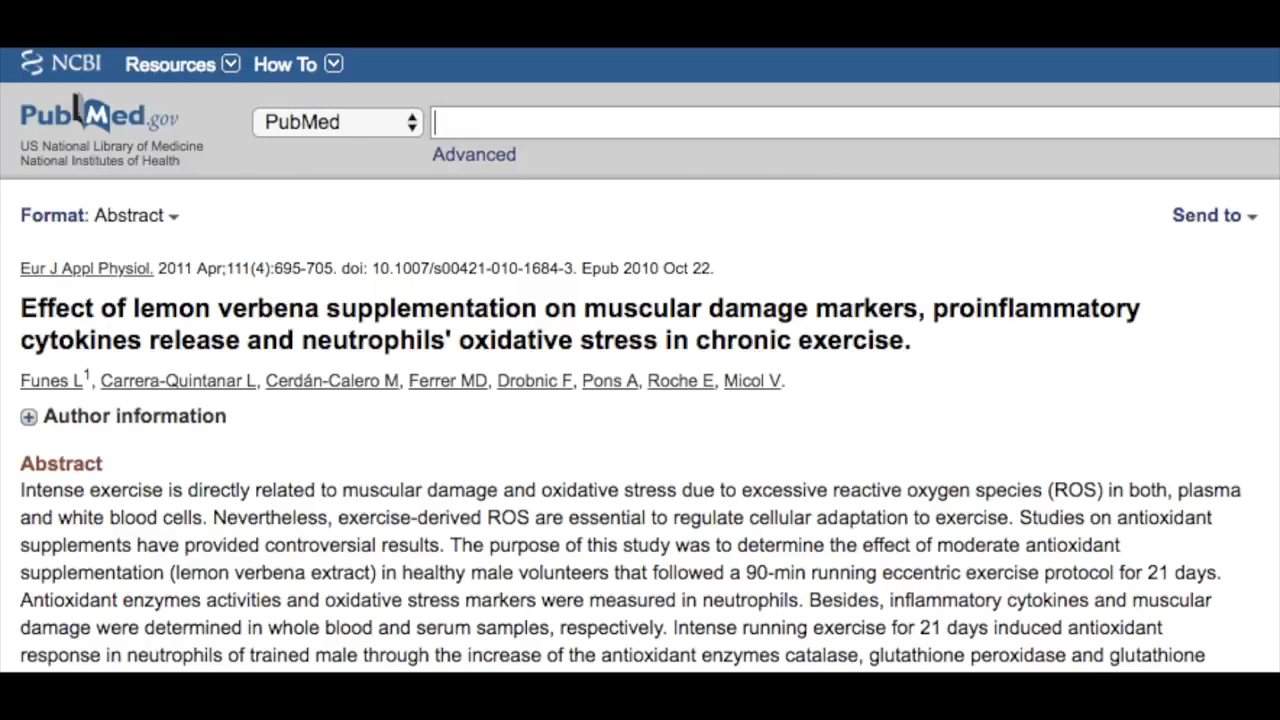 NCBI Resources How To
PubMed.gov
US National Library of Medicine
National Institutes of Health
PubMed
Advanced
Format: Abstract
Send to
Eur J Appl Physiol. 2011 Apr;111(4):695-705. doi: 10.1007/s00421-010-1684-3. Epub 2010 Oct 22.
Effect of lemon verbena supplementation on muscular damage markers, proinflammatory
cytokines release and neutrophils' oxidative stress in chronic exercise.
Funes L1, Carrera-Quintanar L, Cerdán-Calero M, Ferrer MD, Drobnic F, Pons A, Roche E, Micol V.
Author information
Abstract
Intense exercise is directly related to muscular damage and oxidative stress due to excessive reactive oxygen species (ROS) in both, plasma
and white blood cells. Nevertheless, exercise-derived ROS are essential to regulate cellular adaptation to exercise. Studies on antioxidant
supplements have provided controversial results. The purpose of this study was to determine the effect of moderate antioxidant
supplementation (lemon verbena extract) in healthy male volunteers that followed a 90-min running eccentric exercise protocol for 21 days.
Antioxidant enzymes activities and oxidative stress markers were measured in neutrophils. Besides, inflammatory cytokines and muscular
damage were determined in whole blood and serum samples, respectively. Intense running exercise for 21 days induced antioxidant
response in neutrophils of trained male through the increase of the antioxidant enzymes catalase, glutathione peroxidase and glutathione